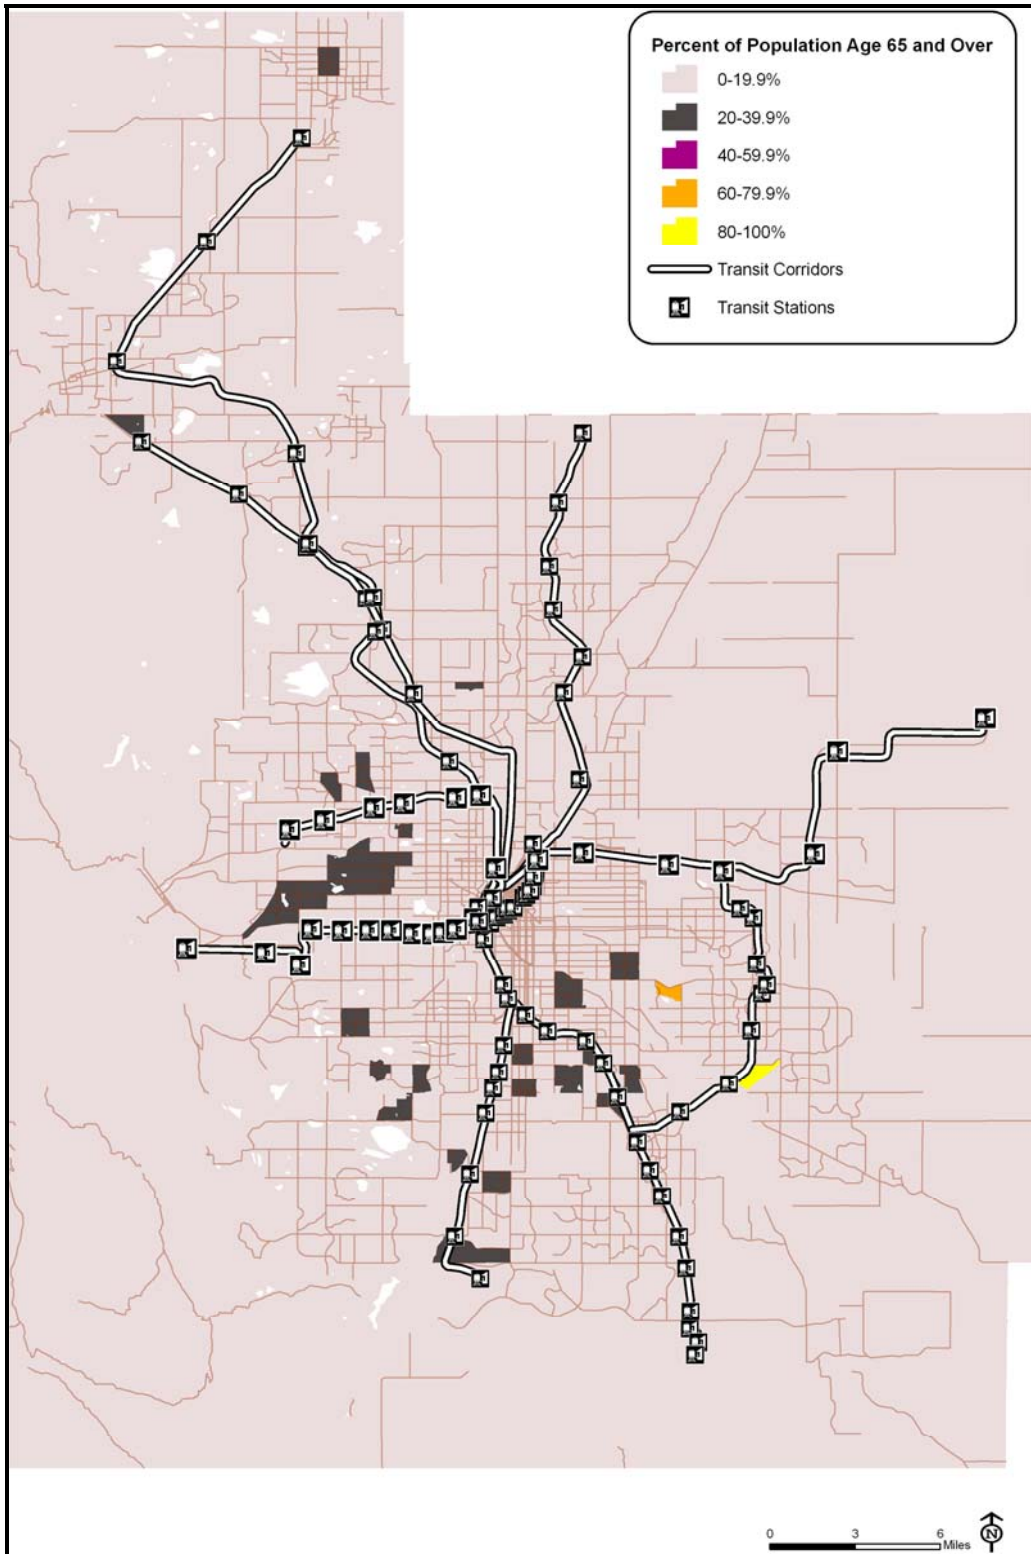 Percent of Population Age 65 and Over
0-19.9%
20-39.9%
40-59.9%
60-79.9%
80-100%
Transit Corridors
Transit Stations
0 3 6
Miles
N